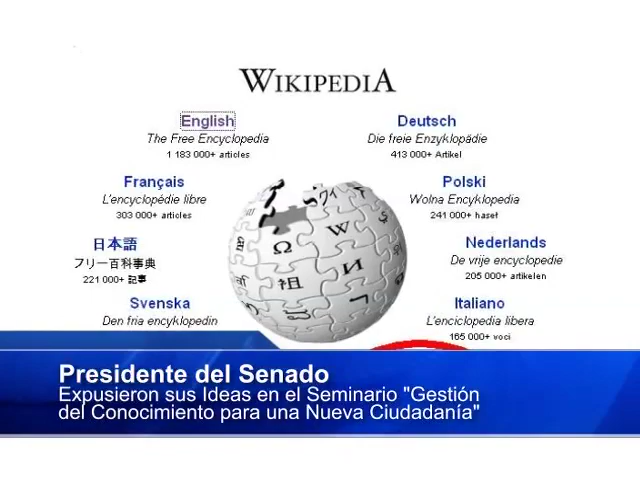 WIKIPEDIA
English
The Free Encyclopedia
1 183 000+ articles
Deutsch
Die freie Enzyklopädie
413 000+ Artikel
Français
L'encyclopédie libre
303 000+ articles
Polski
Wolna Encyklopedia
241 000+ haseł
日本語
フリー百科事典
221 000+ 記事
Nederlands
De vrije encyclopedie
205 000+ artikelen
Svenska
Den fria encyklopedin
Italiano
L'enciclopedia libera
165 000+ voci
Ω
W
И
祖
Presidente del Senado
Expusieron sus Ideas en el Seminario "Gestión
del Conocimiento para una Nueva Ciudadanía"